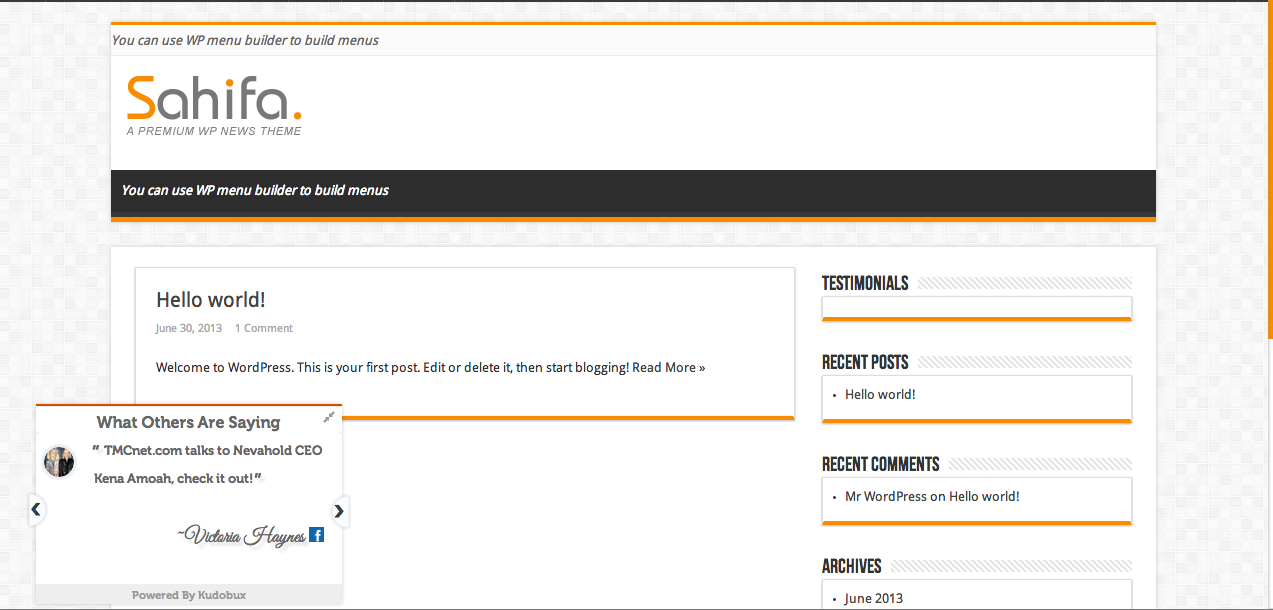 You can use WP menu builder to build menus
Sahifa.
A PREMIUM WP NEWS THEME
You can use WP menu builder to build menus
Hello world!
June 30, 2013 1 Comment
Welcome to WordPress. This is your first post. Edit or delete it, then start blogging! Read More »
What Others Are Saying
" TMCnet.com talks to Nevahold CEO
Kena Amoah, check it out!"
~Victoria Haynes f
Powered By Kudobux
TESTIMONIALS
RECENT POSTS
• Hello world!
RECENT COMMENTS
• Mr WordPress on Hello world!
ARCHIVES
• June 2013